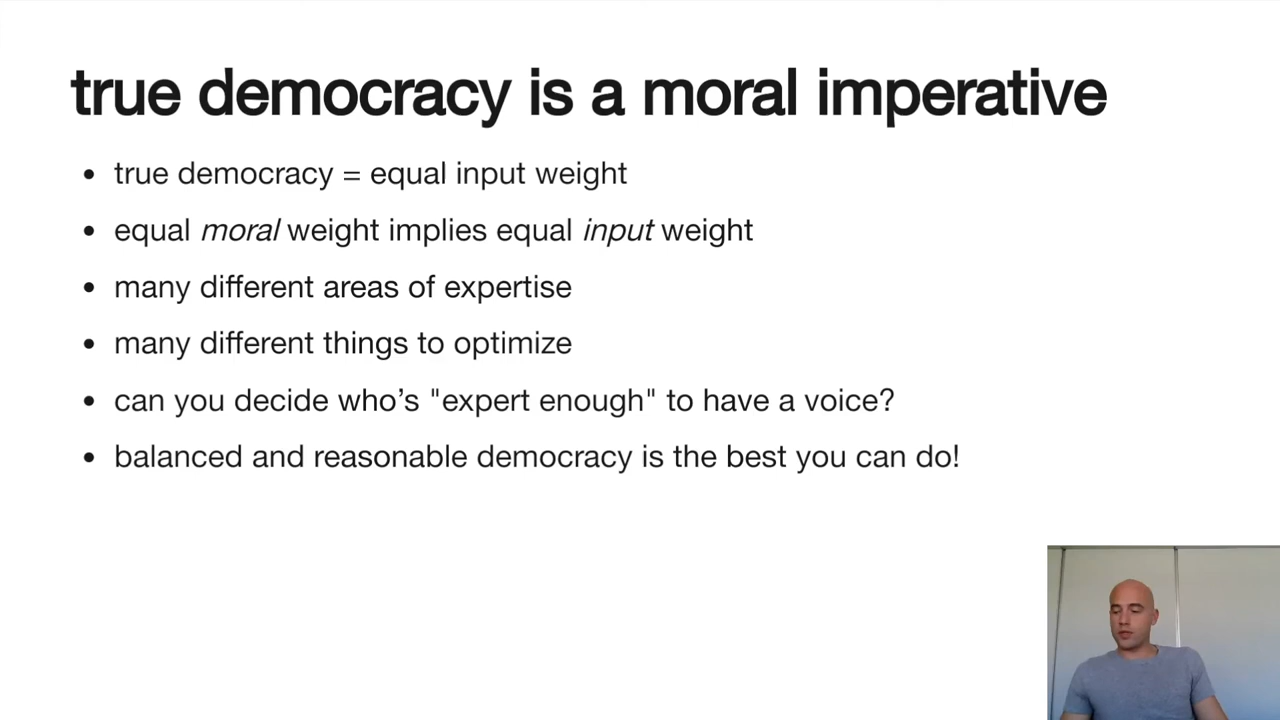 true democracy is a moral imperative
• true democracy = equal input weight
• equal moral weight implies equal input weight
• many different areas of expertise
• many different things to optimize
• can you decide who’s "expert enough" to have a voice?
• balanced and reasonable democracy is the best you can do!